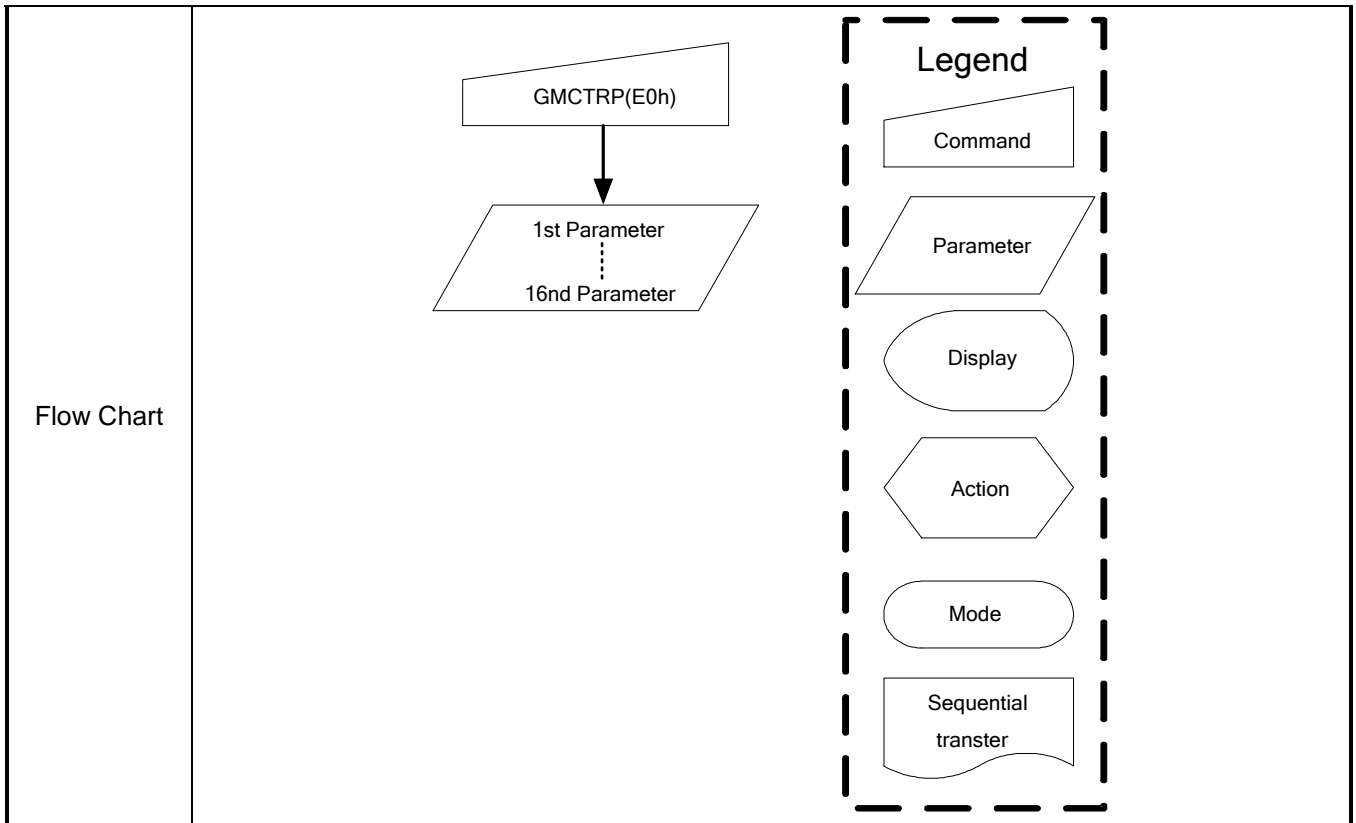 Flow Chart
GMCTRP(E0h)
1st Parameter
16nd Parameter
Legend
Command
Parameter
Display
Action
Mode
Sequential
transter